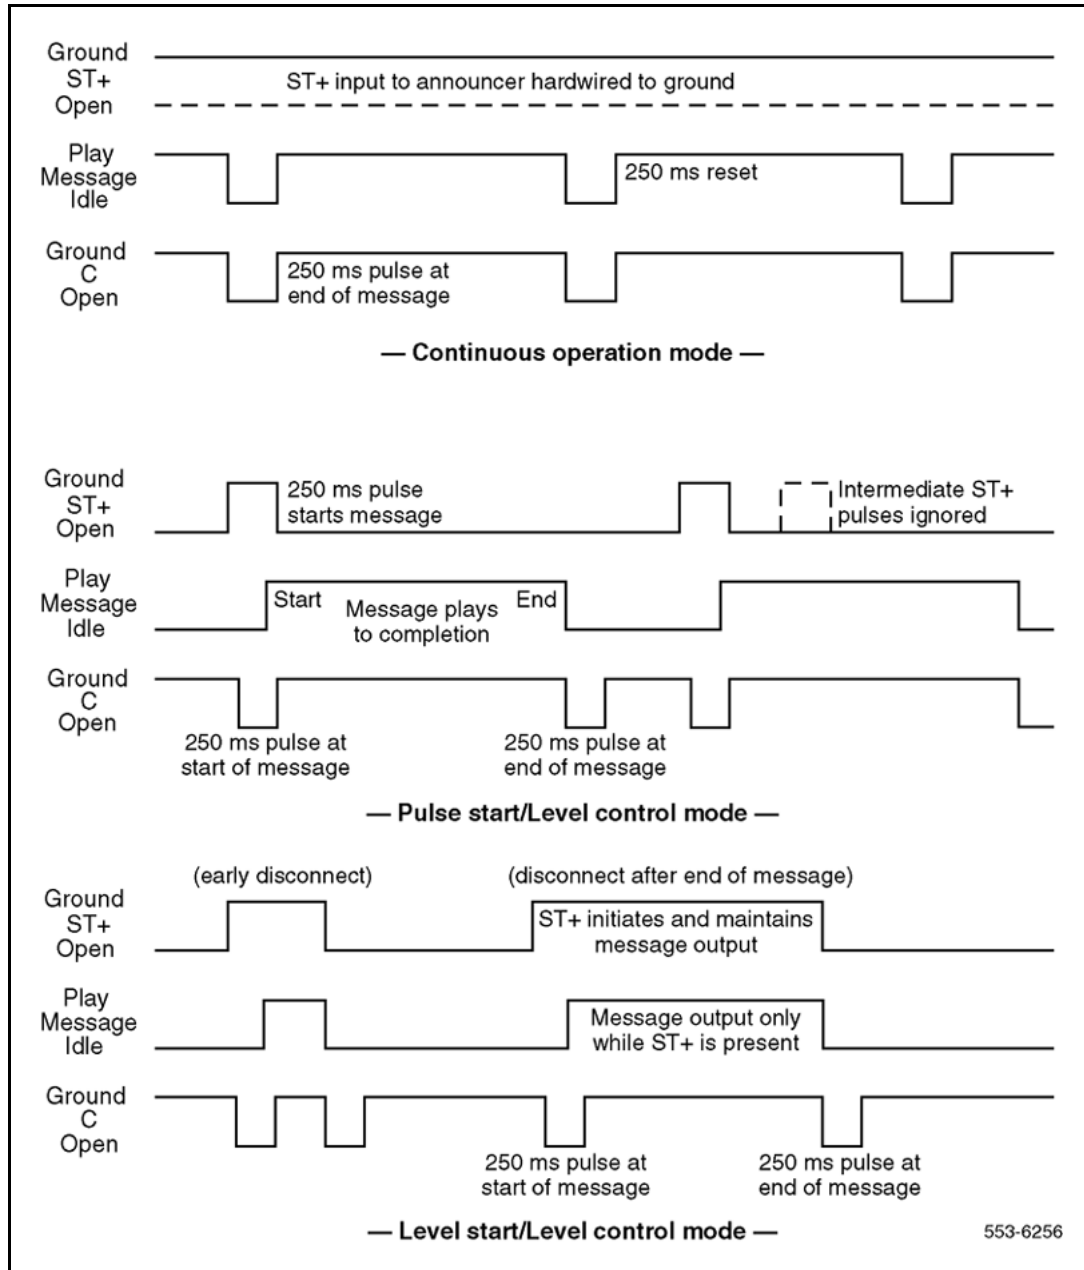 Ground
ST+
Open
ST+ input to announcer hardwired to ground
Play
Message
Idle
250 ms reset
Ground
C
Open
250 ms pulse at
end of message
— Continuous operation mode —
Ground
ST+
Open
250 ms pulse
starts message
Intermediate ST+
pulses ignored
Play
Message
Idle
Start
Message plays
to completion
End
Ground
C
Open
250 ms pulse at
start of message
250 ms pulse at
end of message
— Pulse start/Level control mode —
(early disconnect)
(disconnect after end of message)
Ground
ST+
Open
ST+ initiates and maintains
message output
Play
Message
Idle
Message output only
while ST+ is present
Ground
C
Open
250 ms pulse at
start of message
250 ms pulse at
end of message
— Level start/Level control mode —
553-6256